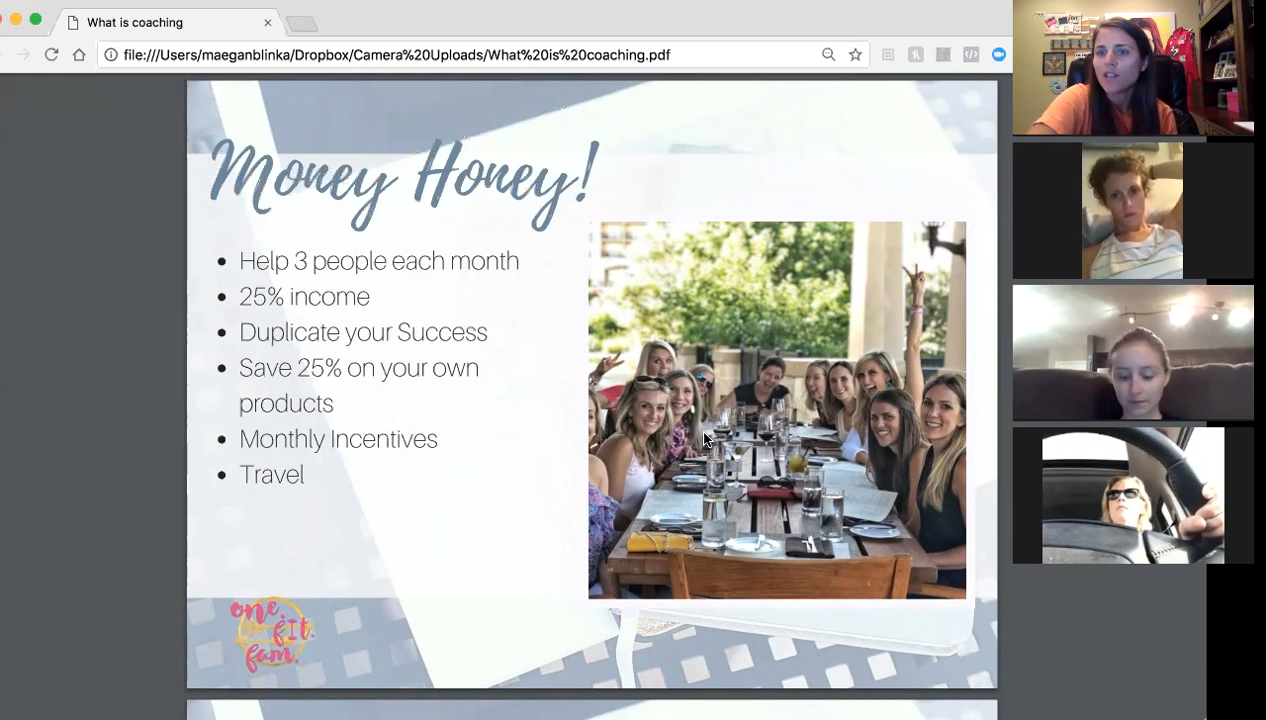 What is coaching
file:///Users/maeganblinka/Dropbox/Camera%20Uploads/What%20is%20coaching.pdf
Money Honey!
• Help 3 people each month
• 25% income
• Duplicate your Success
• Save 25% on your own
products
• Monthly Incentives
• Travel
one
fit.
fam.